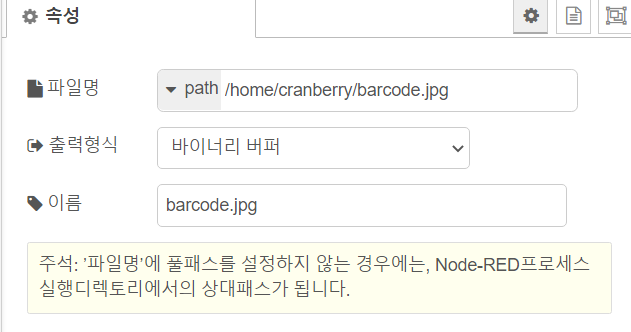 속성
파일명 path /home/cranberry/barcode.jpg
출력형식 바이너리 버퍼
이름 barcode.jpg
주석: '파일명'에 풀패스를 설정하지 않는 경우에는, Node-RED프로세스
실행디렉토리에서의 상대패스가 됩니다.